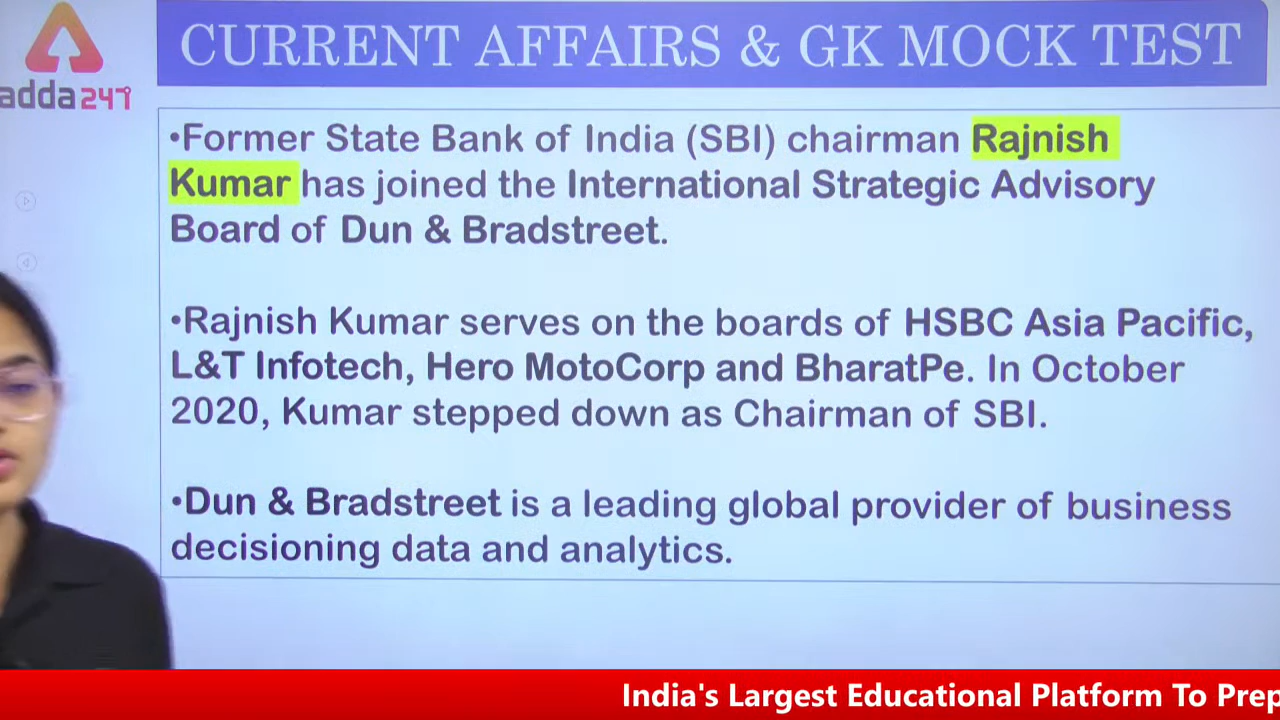 CURRENT AFFAIRS & GK MOCK TEST
adda247
•Former State Bank of India (SBI) chairman Rajnish
Kumar has joined the International Strategic Advisory
Board of Dun & Bradstreet.
•Rajnish Kumar serves on the boards of HSBC Asia Pacific,
L&T Infotech, Hero MotoCorp and BharatPe. In October
2020, Kumar stepped down as Chairman of SBI.
•Dun & Bradstreet is a leading global provider of business
decisioning data and analytics.
India's Largest Educational Platform To Prep